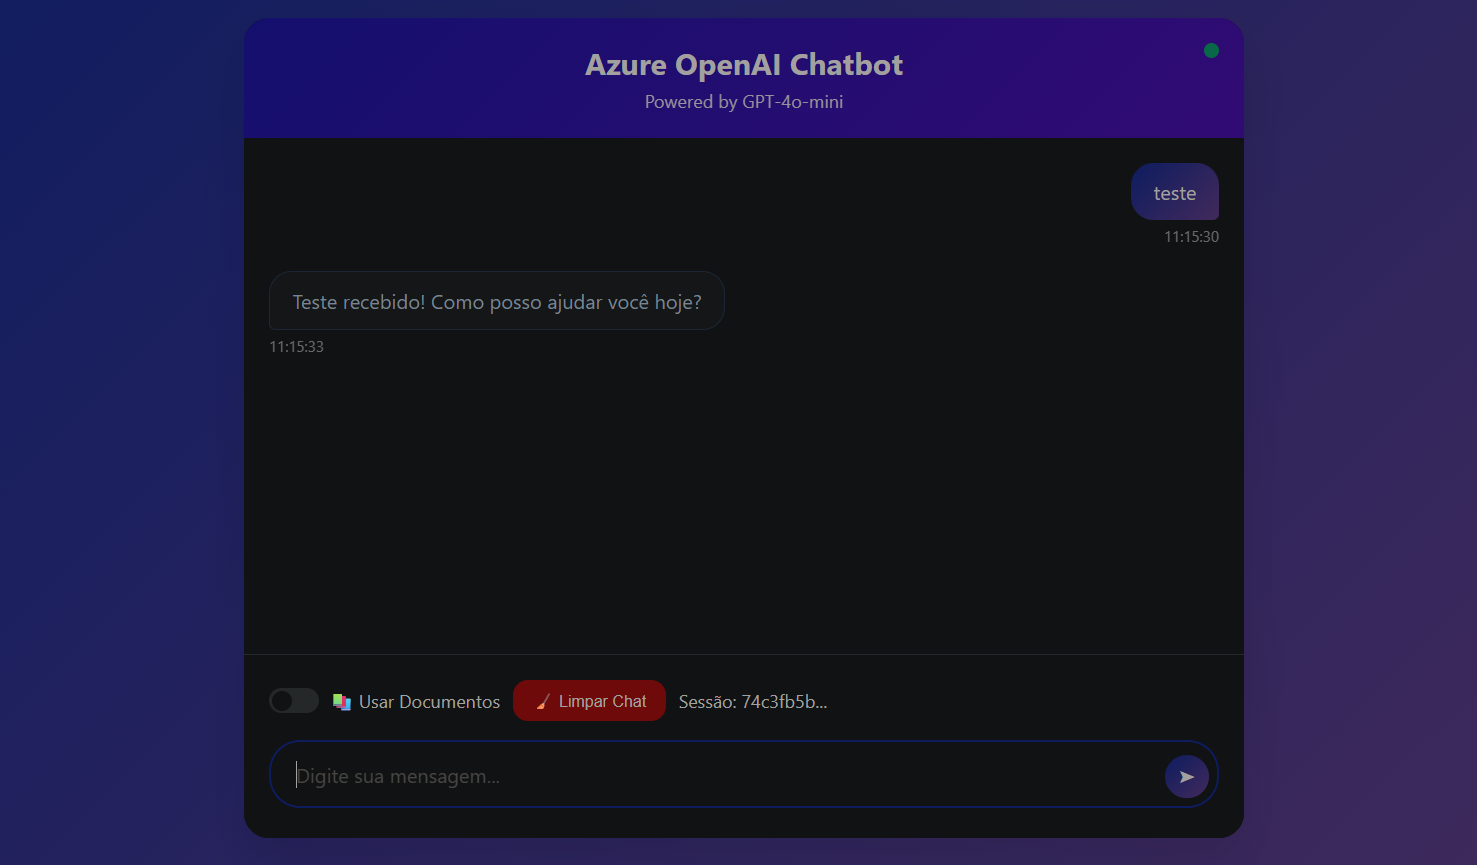 Azure OpenAI Chatbot
Powered by GPT-4o-mini
teste
11:15:30
Teste recebido! Como posso ajudar você hoje?
11:15:33
Usar Documentos
Limpar Chat
Sessão: 74c3fb5b...
Digite sua mensagem...